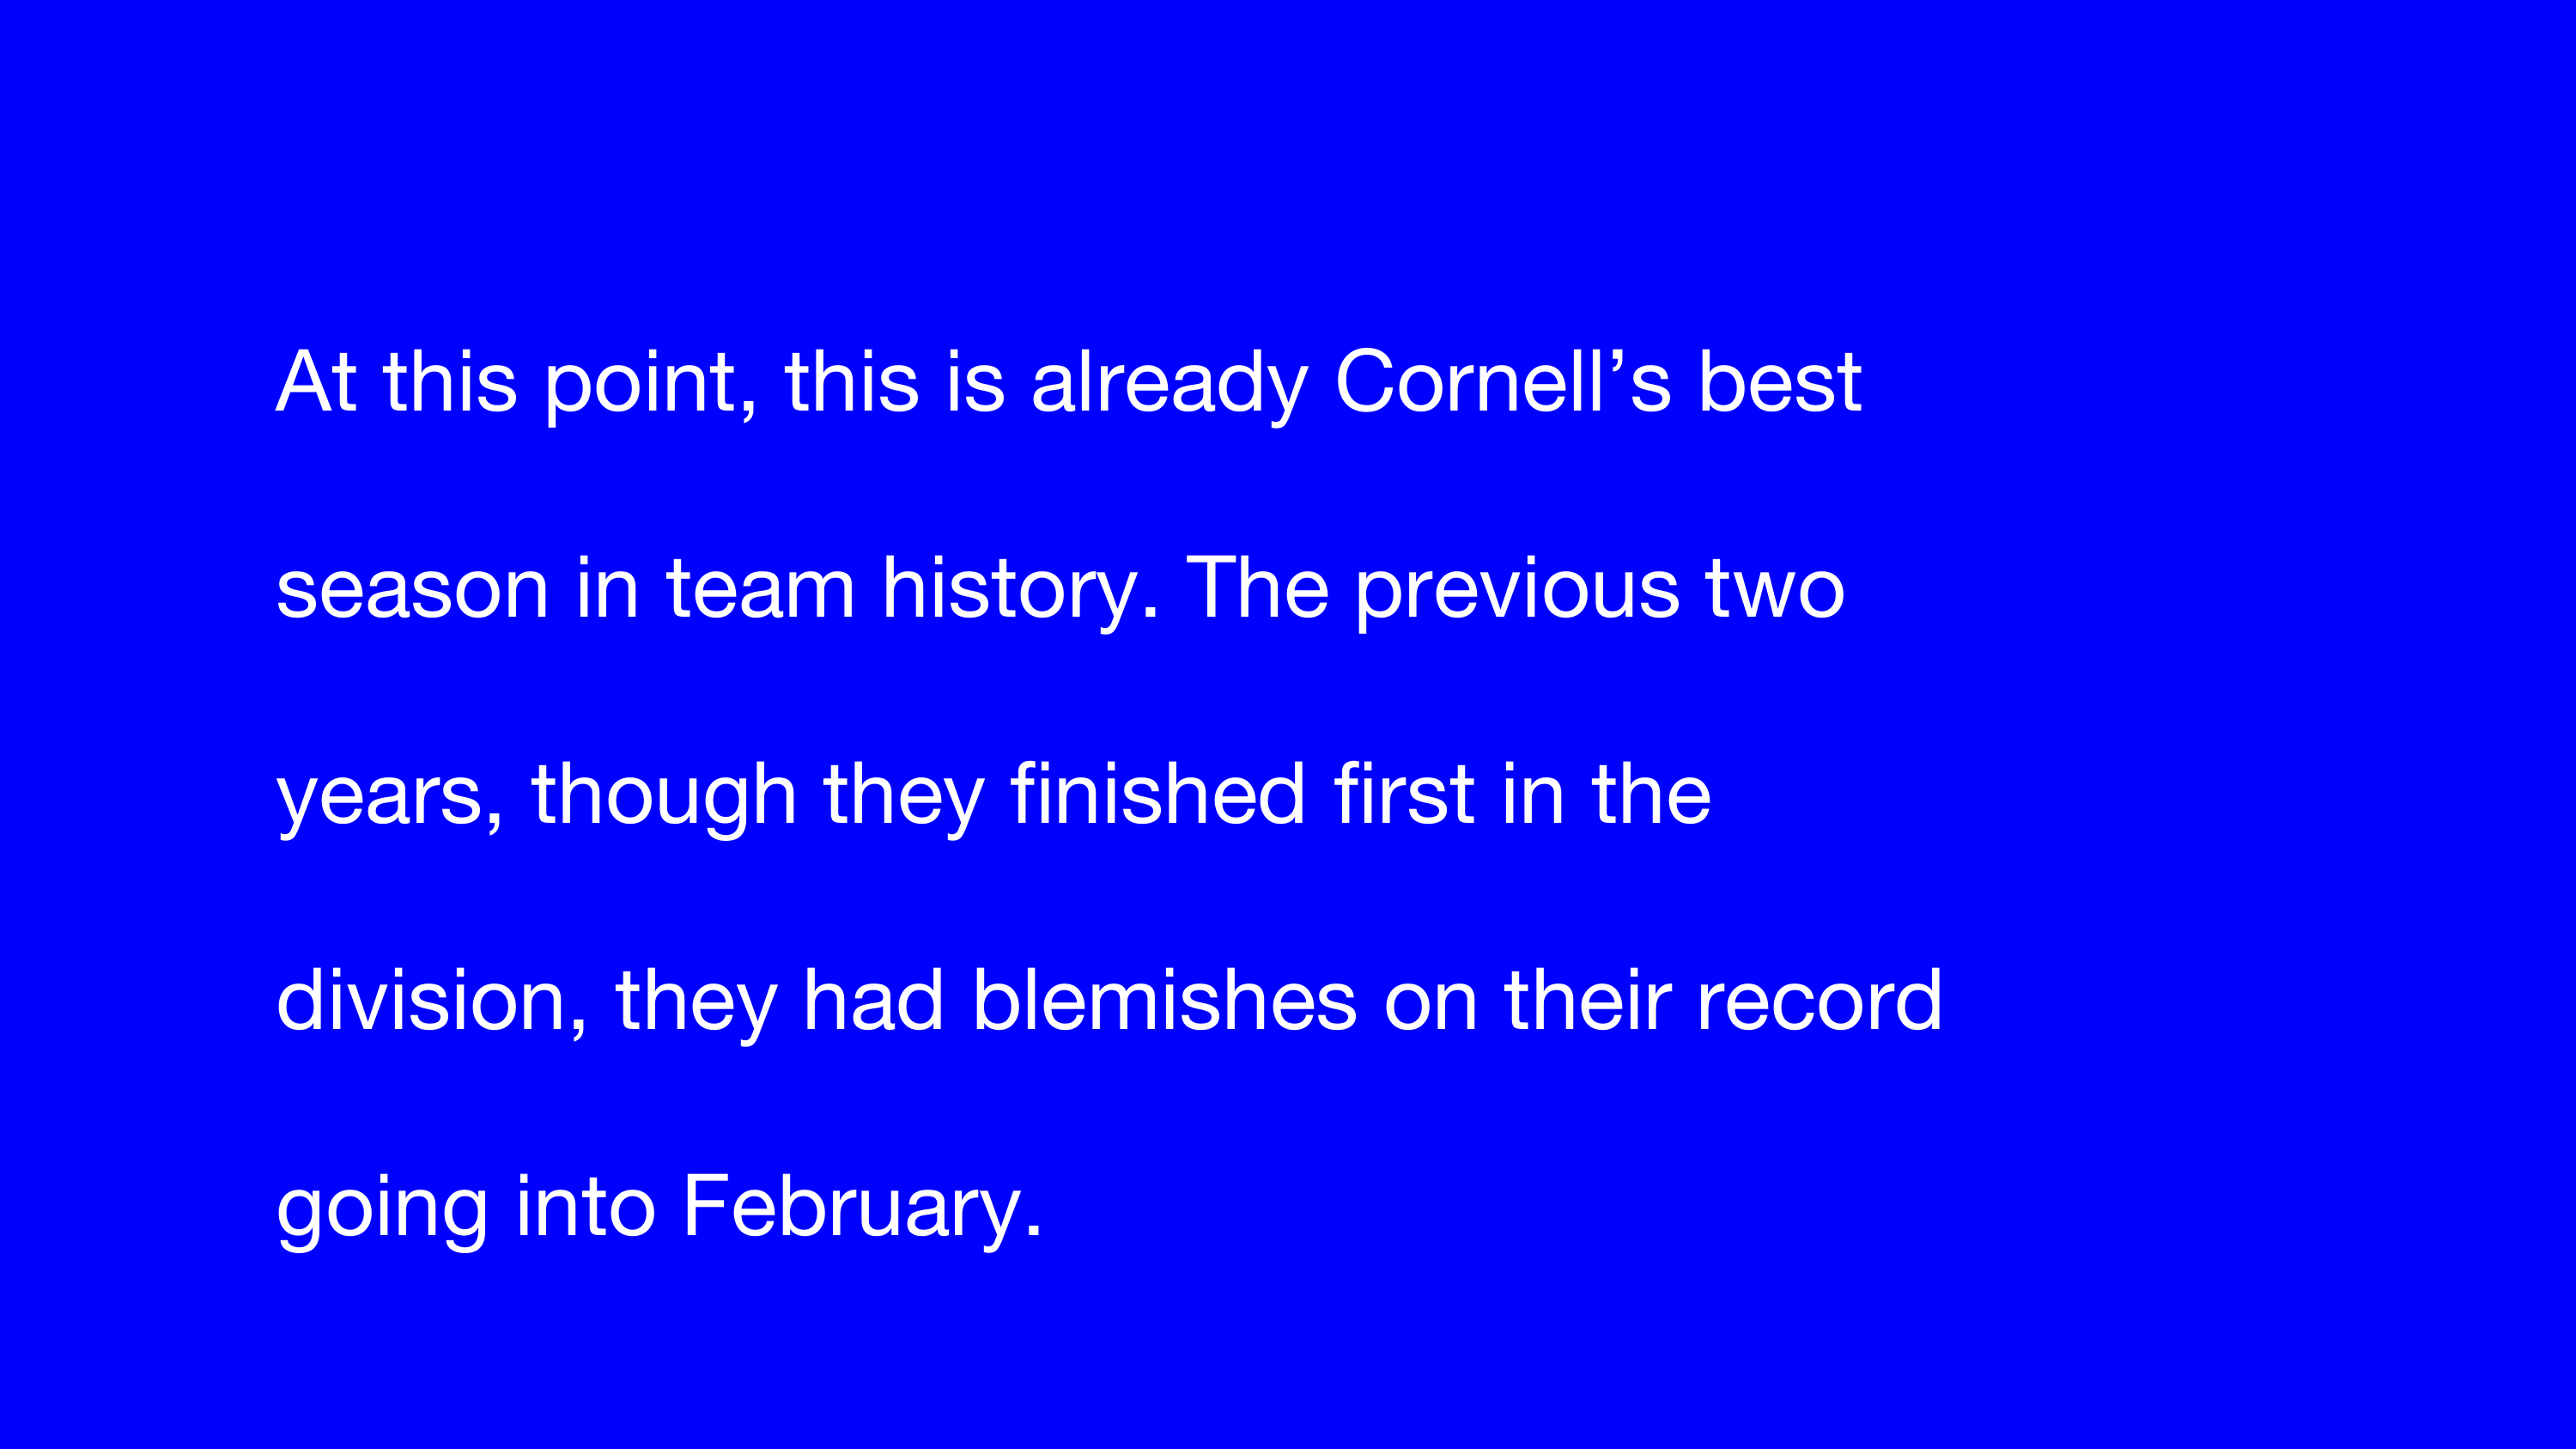 At this point, this is already Cornell’s best
season in team history. The previous two
years, though they finished first in the
division, they had blemishes on their record
going into February.